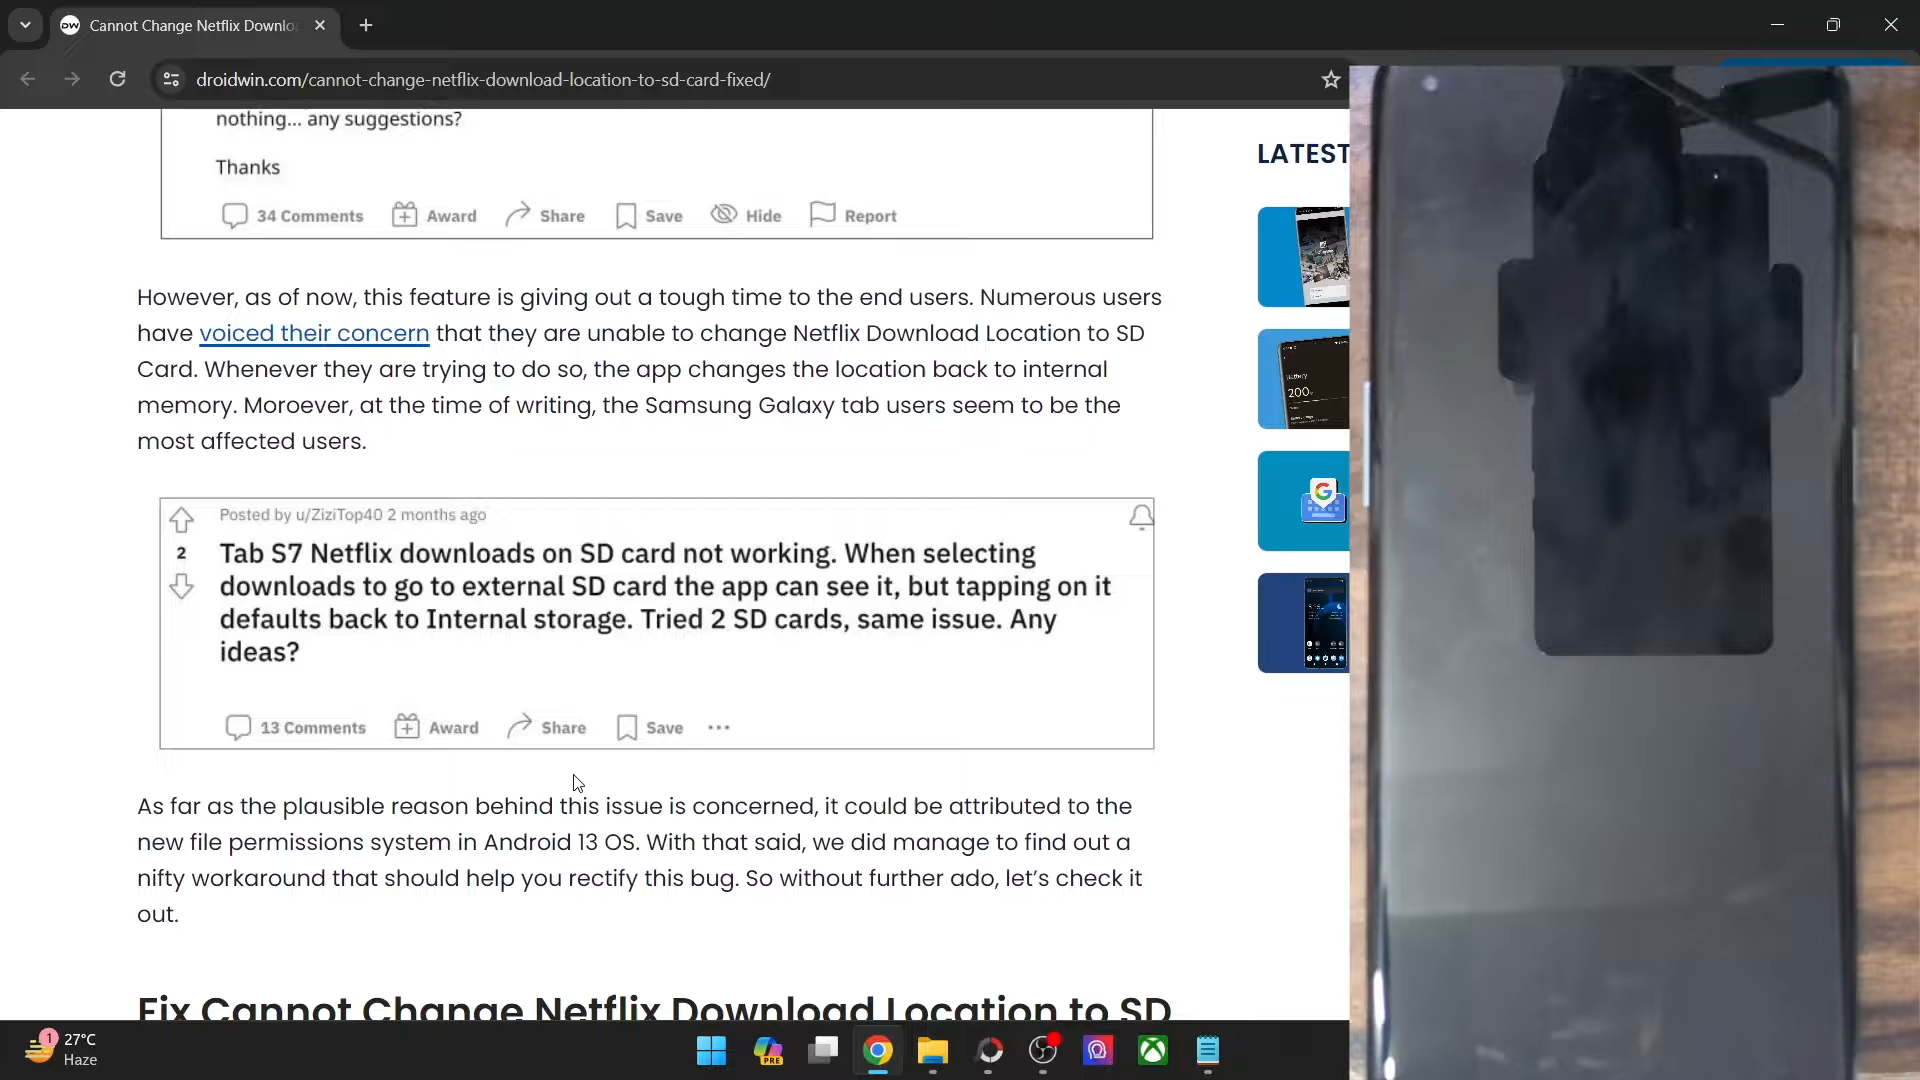 DW Cannot Change Netflix Downlo
droidwin.com/cannot-change-netflix-download-location-to-sd-card-fixed/
nothing... any suggestions?
Thanks
34 Comments Award Share Save Hide Report
LATEST
However, as of now, this feature is giving out a tough time to the end users. Numerous users
have voiced their concern that they are unable to change Netflix Download Location to SD
Card. Whenever they are trying to do so, the app changes the location back to internal
memory. Moroever, at the time of writing, the Samsung Galaxy tab users seem to be the
most affected users.
Battery
200
G
Posted by u/ZiziTop40 2 months ago
2
Tab S7 Netflix downloads on SD card not working. When selecting
downloads to go to external SD card the app can see it, but tapping on it
defaults back to Internal storage. Tried 2 SD cards, same issue. Any
ideas?
13 Comments Award Share Save
As far as the plausible reason behind this issue is concerned, it could be attributed to the
new file permissions system in Android 13 OS. With that said, we did manage to find out a
nifty workaround that should help you rectify this bug. So without further ado, let's check it
out.
Fix Cannot Change Netflix Download Location to SD
1
27°C
Haze
PRE